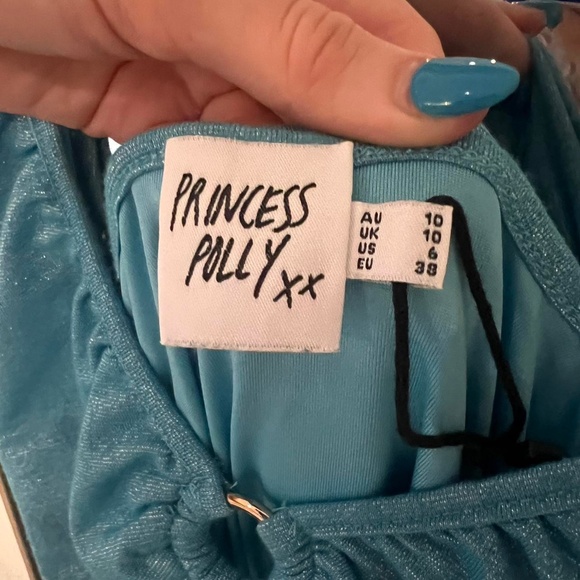 PRINCESS
POLLY xx
AU 10
UK 10
US 6
EU 38